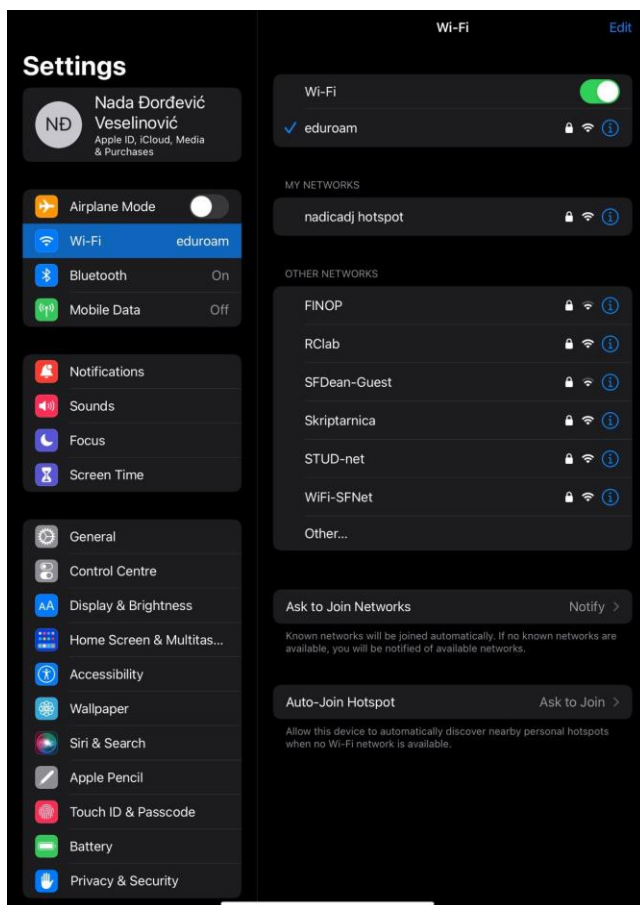 Settings
NĐ
Nada Đorđević
Veselinović
Apple ID, iCloud, Media
& Purchases
Airplane Mode
Wi-Fi eduroam
Bluetooth On
Mobile Data Off
Notifications
Sounds
Focus
Screen Time
General
Control Centre
AA Display & Brightness
Home Screen & Multitas...
Accessibility
Wallpaper
Siri & Search
Apple Pencil
Touch ID & Passcode
Battery
Privacy & Security
Wi-Fi Edit
Wi-Fi
eduroam
MY NETWORKS
nadicadj hotspot
OTHER NETWORKS
FINOP
RClab
SFDean-Guest
Skriptarnica
STUD-net
WiFi-SFNet
Other...
Ask to Join Networks Notify
Known networks will be joined automatically. If no known networks are
available, you will be notified of available networks.
Auto-Join Hotspot Ask to Join
Allow this device to automatically discover nearby personal hotspots
when no Wi-Fi network is available.